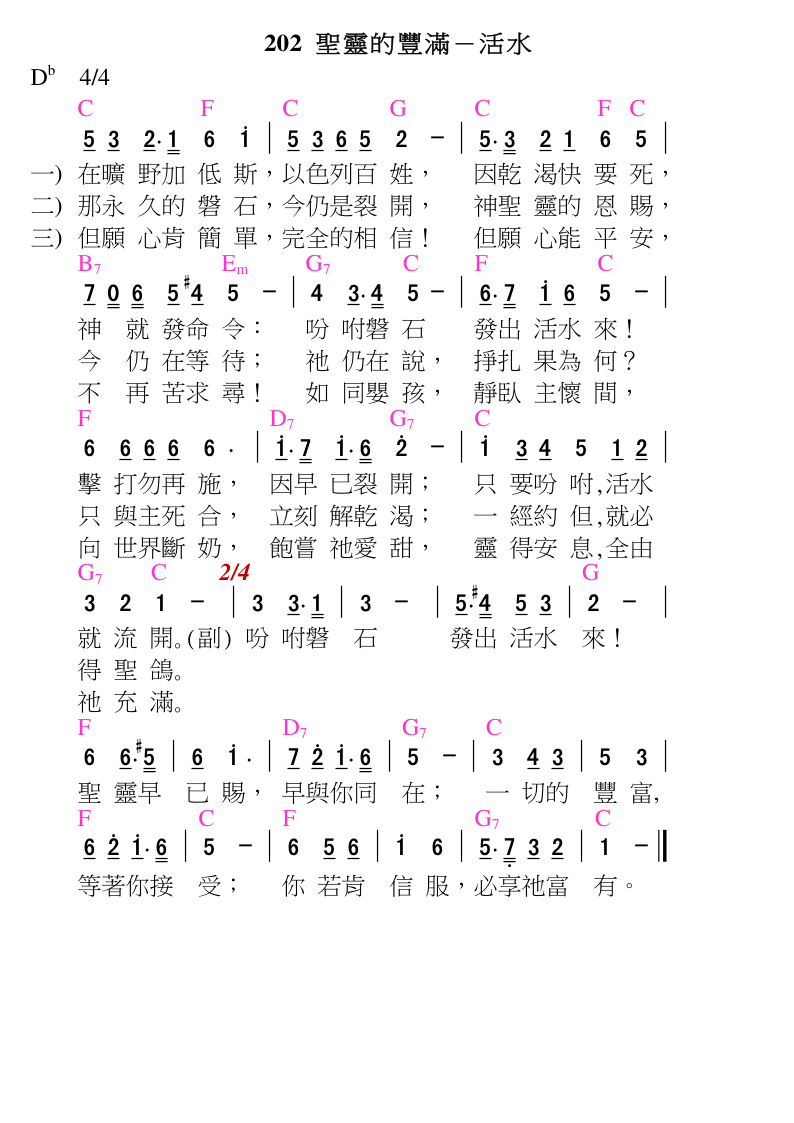 202 聖靈的豐滿－活水
Db 4/4
C F C G C F C
5 3 2· 1 6 i | 5 3 6 5 2 － | 5· 3 2 1 6 5 |
一) 在曠 野加 低 斯，以色列百 姓， 因乾 渴快 要 死，
二) 那永 久的 磐 石，今仍是裂 開， 神聖 靈的 恩 賜，
三) 但願 心肯 簡 單，完全的相 信！ 但願 心能 平 安，
B7 Em G7 C F C
7 0 6 5 #4 5 － | 4 3· 4 5 － | 6· 7 i 6 5 － |
神 就 發命 令： 吩 咐磐 石 發出 活水 來！
今 仍 在等 待； 祂 仍在 說， 掙扎 果為 何？
不 再 苦求 尋！ 如 同嬰 孩， 靜臥 主懷 間，
F D7 G7 C
6 6 6 6 6 · | i· 7 i· 6 2 － | i 3 4 5 1 2 |
擊 打勿再 施， 因早 已裂 開； 只 要吩 咐,活水
只 與主死 合， 立刻 解乾 渴； 一 經約 但,就必
向 世界斷 奶， 飽嘗 祂愛 甜， 靈 得安 息,全由
G7 C 2/4 G
3 2 1 － | 3 3· 1 | 3 － | 5· #4 5 3 | 2 － |
就 流 開。(副) 吩 咐磐 石 發出 活水 來！
得 聖 鴿。
祂 充 滿。
F D7 G7 C
6 6· #5 | 6 i · | 7 2 i· 6 | 5 － | 3 4 3 | 5 3 |
聖 靈早 已 賜， 早與你同 在； 一 切的 豐 富,
F C F G7 C
6 2 i· 6 | 5 － | 6 5 6 | i 6 | 5· 7 3 2 | 1 － ||
等著你接 受； 你 若肯 信 服，必享祂富 有。